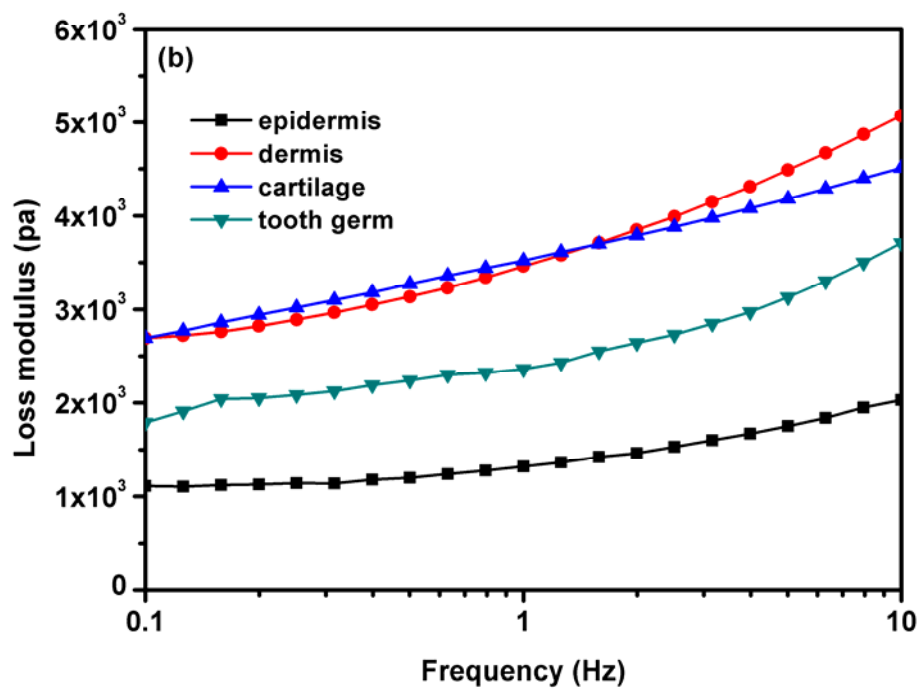 (b)
epidermis
dermis
cartilage
tooth germ
Loss modulus (pa)
6x10³
5x10³
4x10³
3x10³
2x10³
1x10³
0
0.1 1 10
Frequency (Hz)